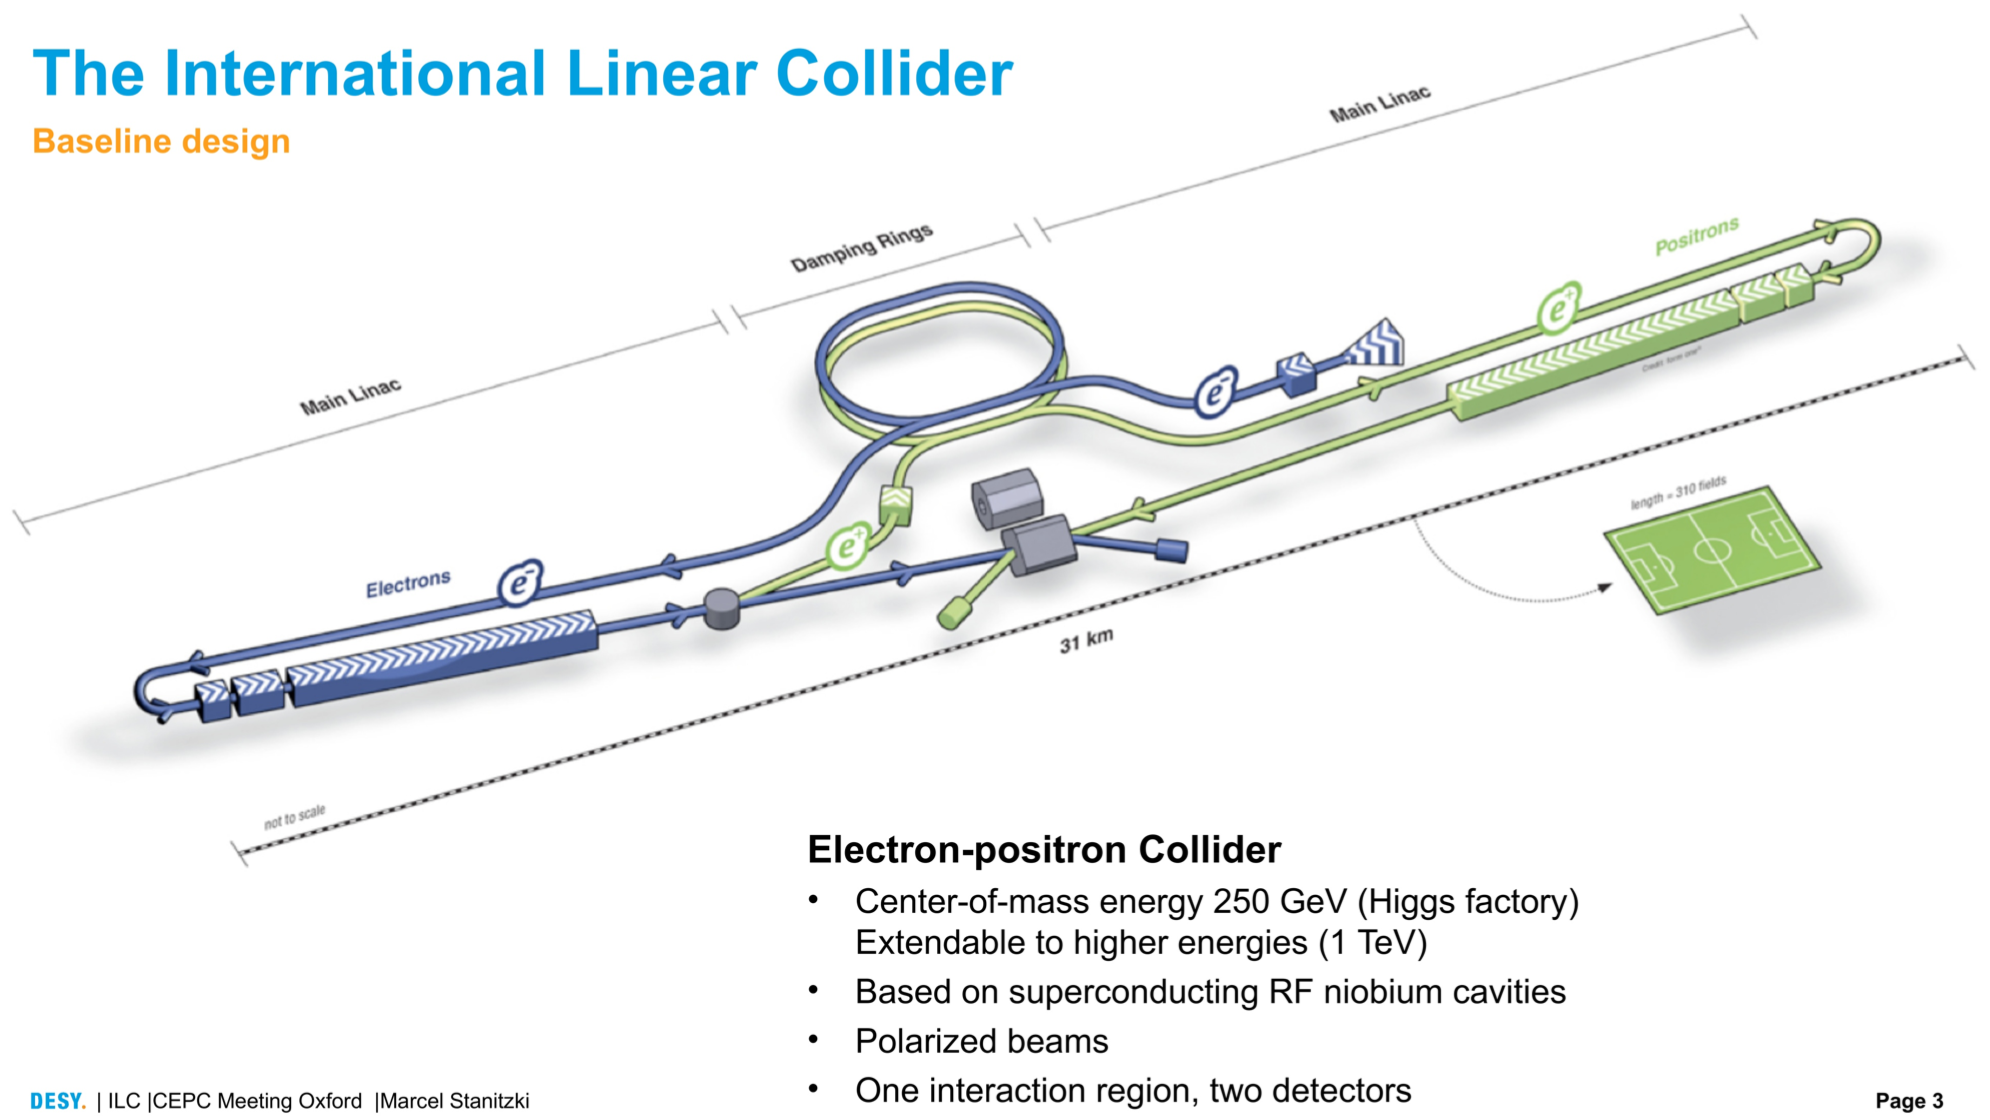 The International Linear Collider
Baseline design
Main Linac
Damping Rings
Main Linac
Positrons
e⁺
e⁻
length = 310 fields
e⁺
Electrons
e⁻
31 km
not to scale
Electron-positron Collider
• Center-of-mass energy 250 GeV (Higgs factory)
Extendable to higher energies (1 TeV)
• Based on superconducting RF niobium cavities
• Polarized beams
• One interaction region, two detectors
DESY. | ILC |CEPC Meeting Oxford |Marcel Stanitzki
Page 3